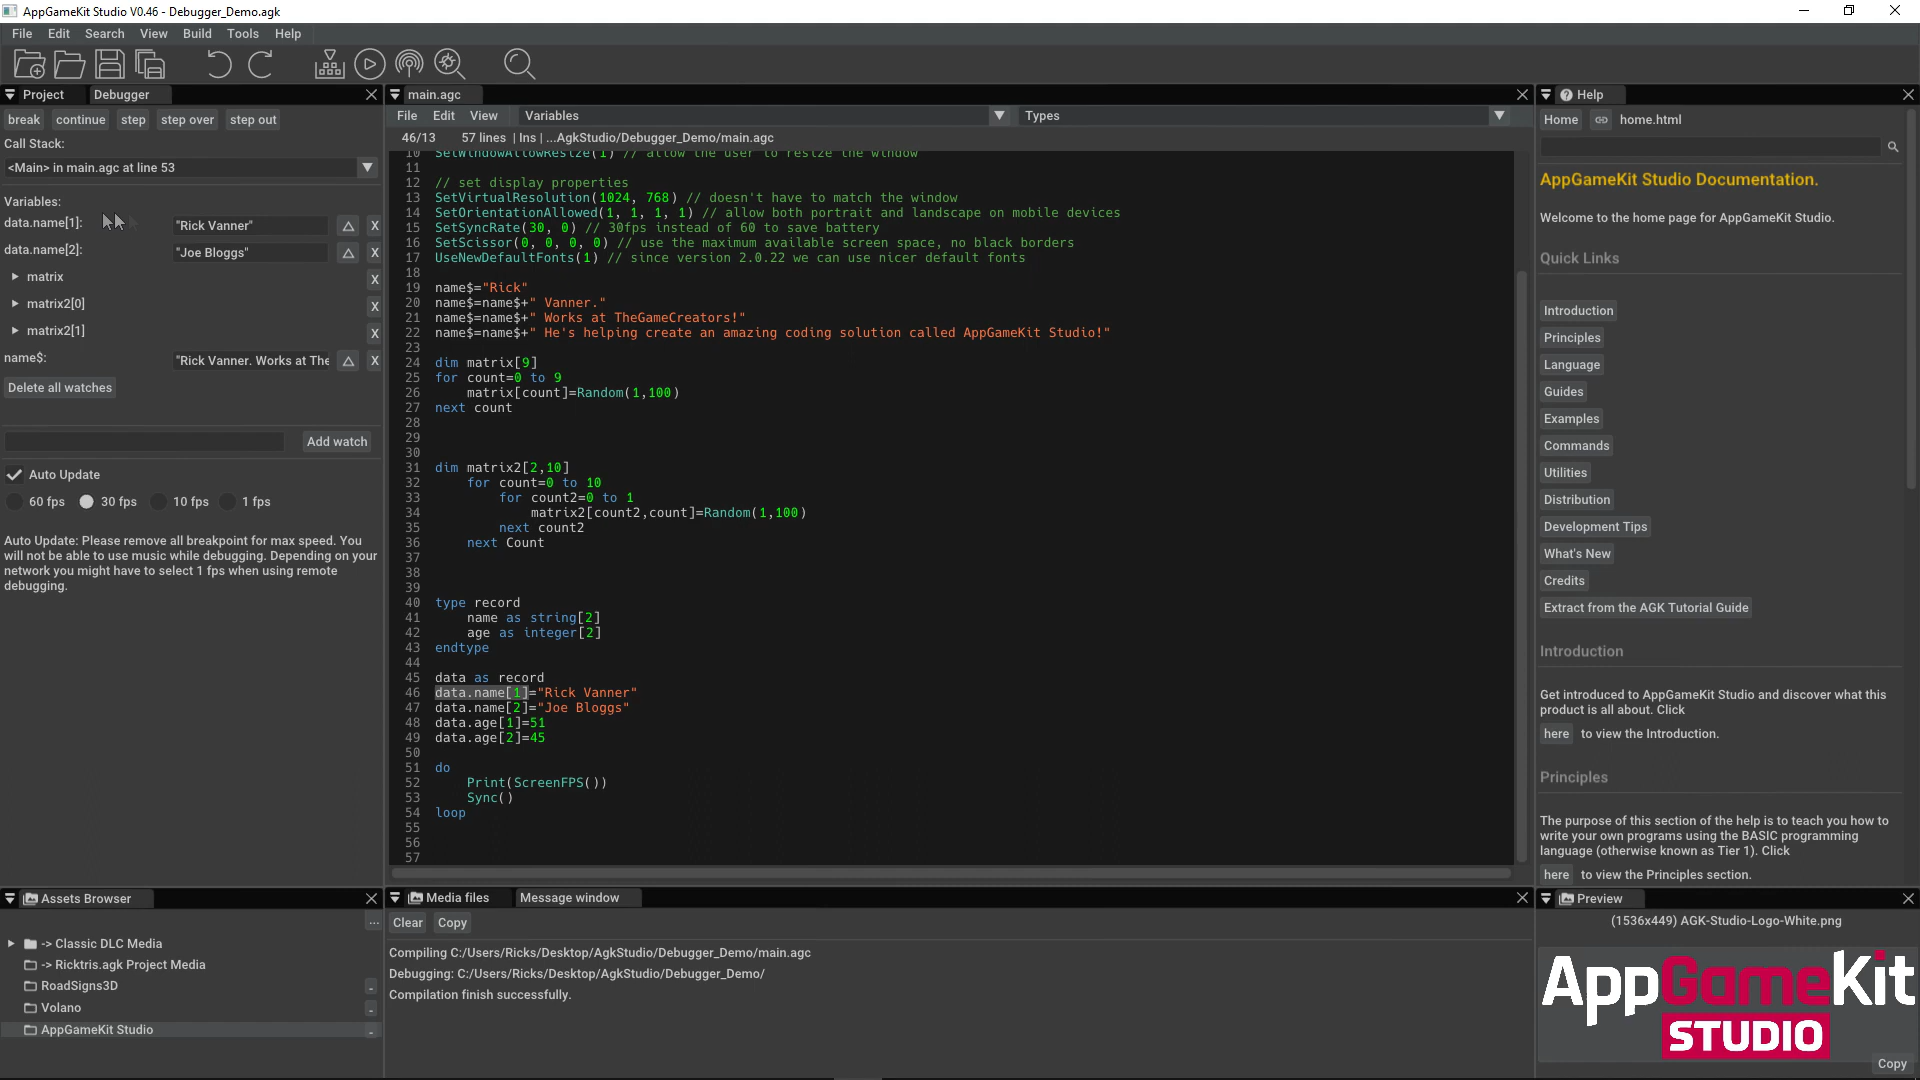 AppGameKit Studio V0.46 - Debugger_Demo.agk
File Edit Search View Build Tools Help
Project Debugger
break continue step step over step out
Call Stack:
<Main> in main.agc at line 53
Variables:
data.name[1]: "Rick Vanner" X
data.name[2]: "Joe Bloggs" X
matrix X
matrix2[0] X
matrix2[1] X
name$: "Rick Vanner. Works at The X
Delete all watches
Add watch
Auto Update
60 fps 30 fps 10 fps 1 fps
Auto Update: Please remove all breakpoint for max speed. You
will not be able to use music while debugging. Depending on your
network you might have to select 1 fps when using remote
debugging.
main.agc
File Edit View Variables Types
46/13 57 lines | Ins | ...AgkStudio/Debugger_Demo/main.agc
10 SetWindowAllowResize(1) // allow the user to resize the window
11
12 // set display properties
13 SetVirtualResolution(1024, 768) // doesn't have to match the window
14 SetOrientationAllowed(1, 1, 1, 1) // allow both portrait and landscape on mobile devices
15 SetSyncRate(30, 0) // 30fps instead of 60 to save battery
16 SetScissor(0, 0, 0, 0) // use the maximum available screen space, no black borders
17 UseNewDefaultFonts(1) // since version 2.0.22 we can use nicer default fonts
18
19 name$="Rick"
20 name$=name$+" Vanner."
21 name$=name$+" Works at TheGameCreators!"
22 name$=name$+" He's helping create an amazing coding solution called AppGameKit Studio!"
23
24 dim matrix[9]
25 for count=0 to 9
26 matrix[count]=Random(1,100)
27 next count
28
29
30
31 dim matrix2[2,10]
32 for count=0 to 10
33 for count2=0 to 1
34 matrix2[count2,count]=Random(1,100)
35 next count2
36 next Count
37
38
39
40 type record
41 name as string[2]
42 age as integer[2]
43 endtype
44
45 data as record
46 data.name[1]="Rick Vanner"
47 data.name[2]="Joe Bloggs"
48 data.age[1]=51
49 data.age[2]=45
50
51 do
52 Print(ScreenFPS())
53 Sync()
54 loop
55
56
57
Help
Home home.html
AppGameKit Studio Documentation.
Welcome to the home page for AppGameKit Studio.
Quick Links
Introduction
Principles
Language
Guides
Examples
Commands
Utilities
Distribution
Development Tips
What's New
Credits
Extract from the AGK Tutorial Guide
Introduction
Get introduced to AppGameKit Studio and discover what this
product is all about. Click
here to view the Introduction.
Principles
The purpose of this section of the help is to teach you how to
write your own programs using the BASIC programming
language (otherwise known as Tier 1). Click
here to view the Principles section.
Assets Browser
...
-> Classic DLC Media
-> Ricktris.agk Project Media
RoadSigns3D
Volano
AppGameKit Studio
Media files Message window
Clear Copy
Compiling C:/Users/Ricks/Desktop/AgkStudio/Debugger_Demo/main.agc
Debugging: C:/Users/Ricks/Desktop/AgkStudio/Debugger_Demo/
Compilation finish successfully.
Preview
(1536x449) AGK-Studio-Logo-White.png
AppGameKit
STUDIO
Copy